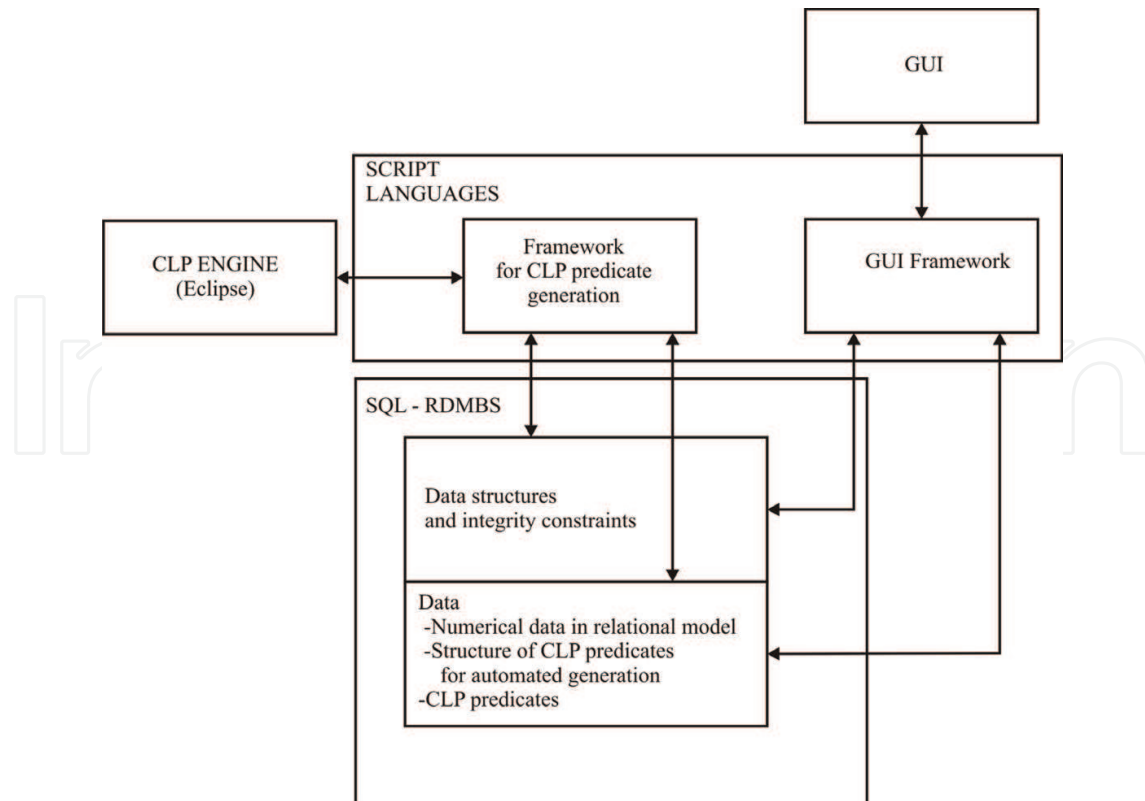 GUI
SCRIPT
LANGUAGES
CLP ENGINE
(Eclipse)
Framework
for CLP predicate
generation
GUI Framework
SQL - RDMBS
Data structures
and integrity constraints
Data
-Numerical data in relational model
-Structure of CLP predicates
for automated generation
-CLP predicates